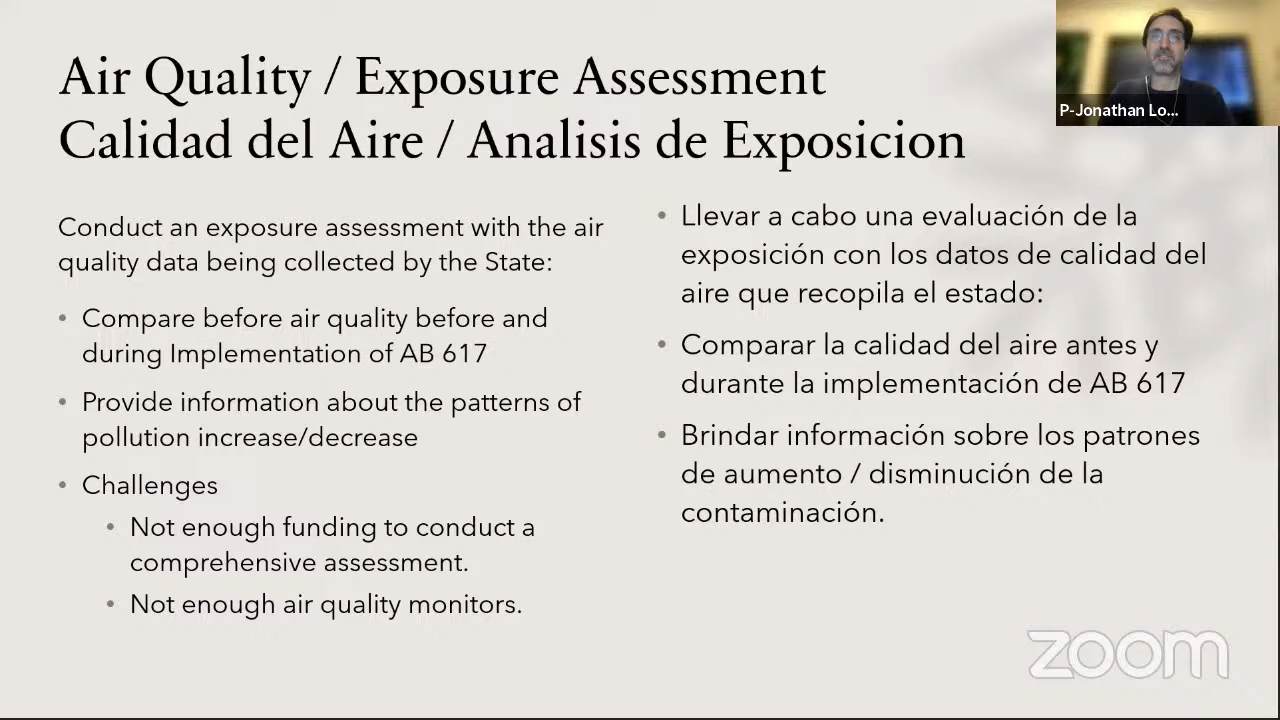 Air Quality / Exposure Assessment
Calidad del Aire / Analisis de Exposicion
P-Jonathan Lo...
Conduct an exposure assessment with the air
quality data being collected by the State:
• Compare before air quality before and
during Implementation of AB 617
• Provide information about the patterns of
pollution increase/decrease
• Challenges
• Not enough funding to conduct a
comprehensive assessment.
• Not enough air quality monitors.
• Llevar a cabo una evaluación de la
exposición con los datos de calidad del
aire que recopila el estado:
• Comparar la calidad del aire antes y
durante la implementación de AB 617
• Brindar información sobre los patrones
de aumento / disminución de la
contaminación.
zoom